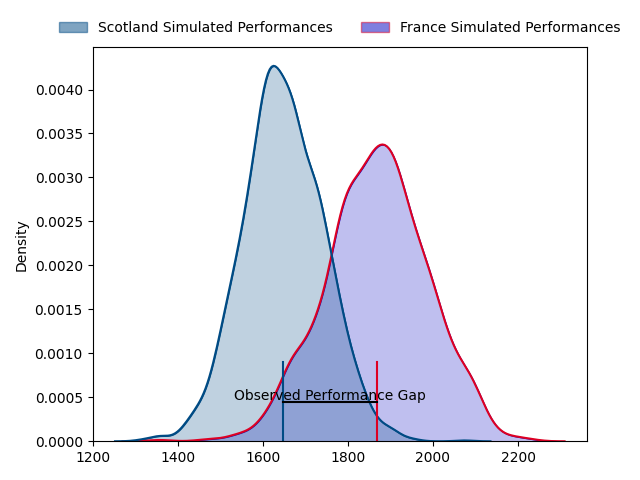 Scotland Simulated Performances France Simulated Performances
0.0040
0.0035
0.0030
0.0025
0.0020
0.0015
0.0010
0.0005
0.0000
Density
Observed Performance Gap
1200 1400 1600 1800 2000 2200